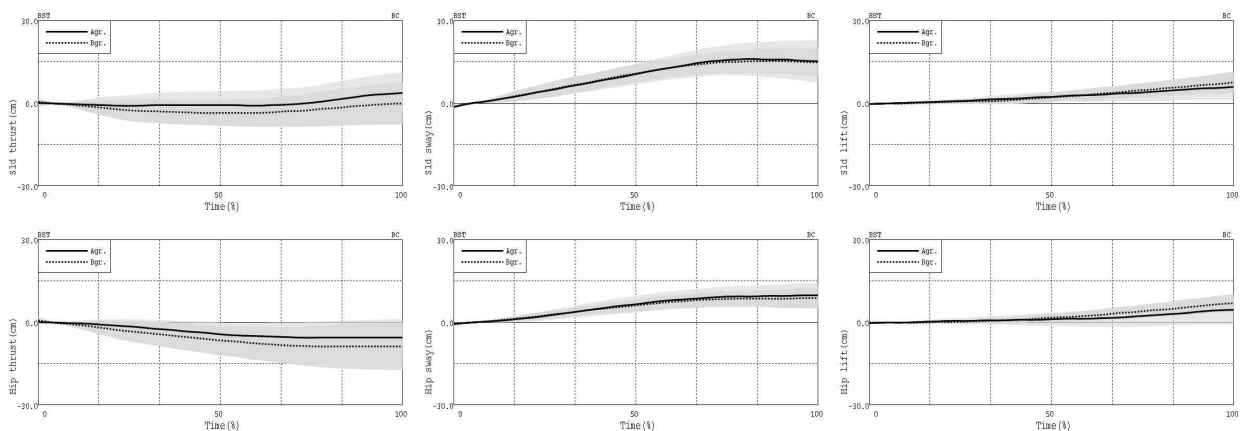 BST BC
30.0
Agr.
Bgr.
0.0
Sld thrust(cm)
-30.0
0 50 100
Time(%)
BST BC
30.0
Agr.
Bgr.
0.0
Sld sway(cm)
-30.0
0 50 100
Time(%)
BST BC
30.0
Agr.
Bgr.
0.0
Sld lift(cm)
-30.0
0 50 100
Time(%)
BST BC
30.0
Agr.
Bgr.
0.0
Hip thrust(cm)
-30.0
0 50 100
Time(%)
BST BC
30.0
Agr.
Bgr.
0.0
Hip sway(cm)
-30.0
0 50 100
Time(%)
BST BC
30.0
Agr.
Bgr.
0.0
Hip lift(cm)
-30.0
0 50 100
Time(%)